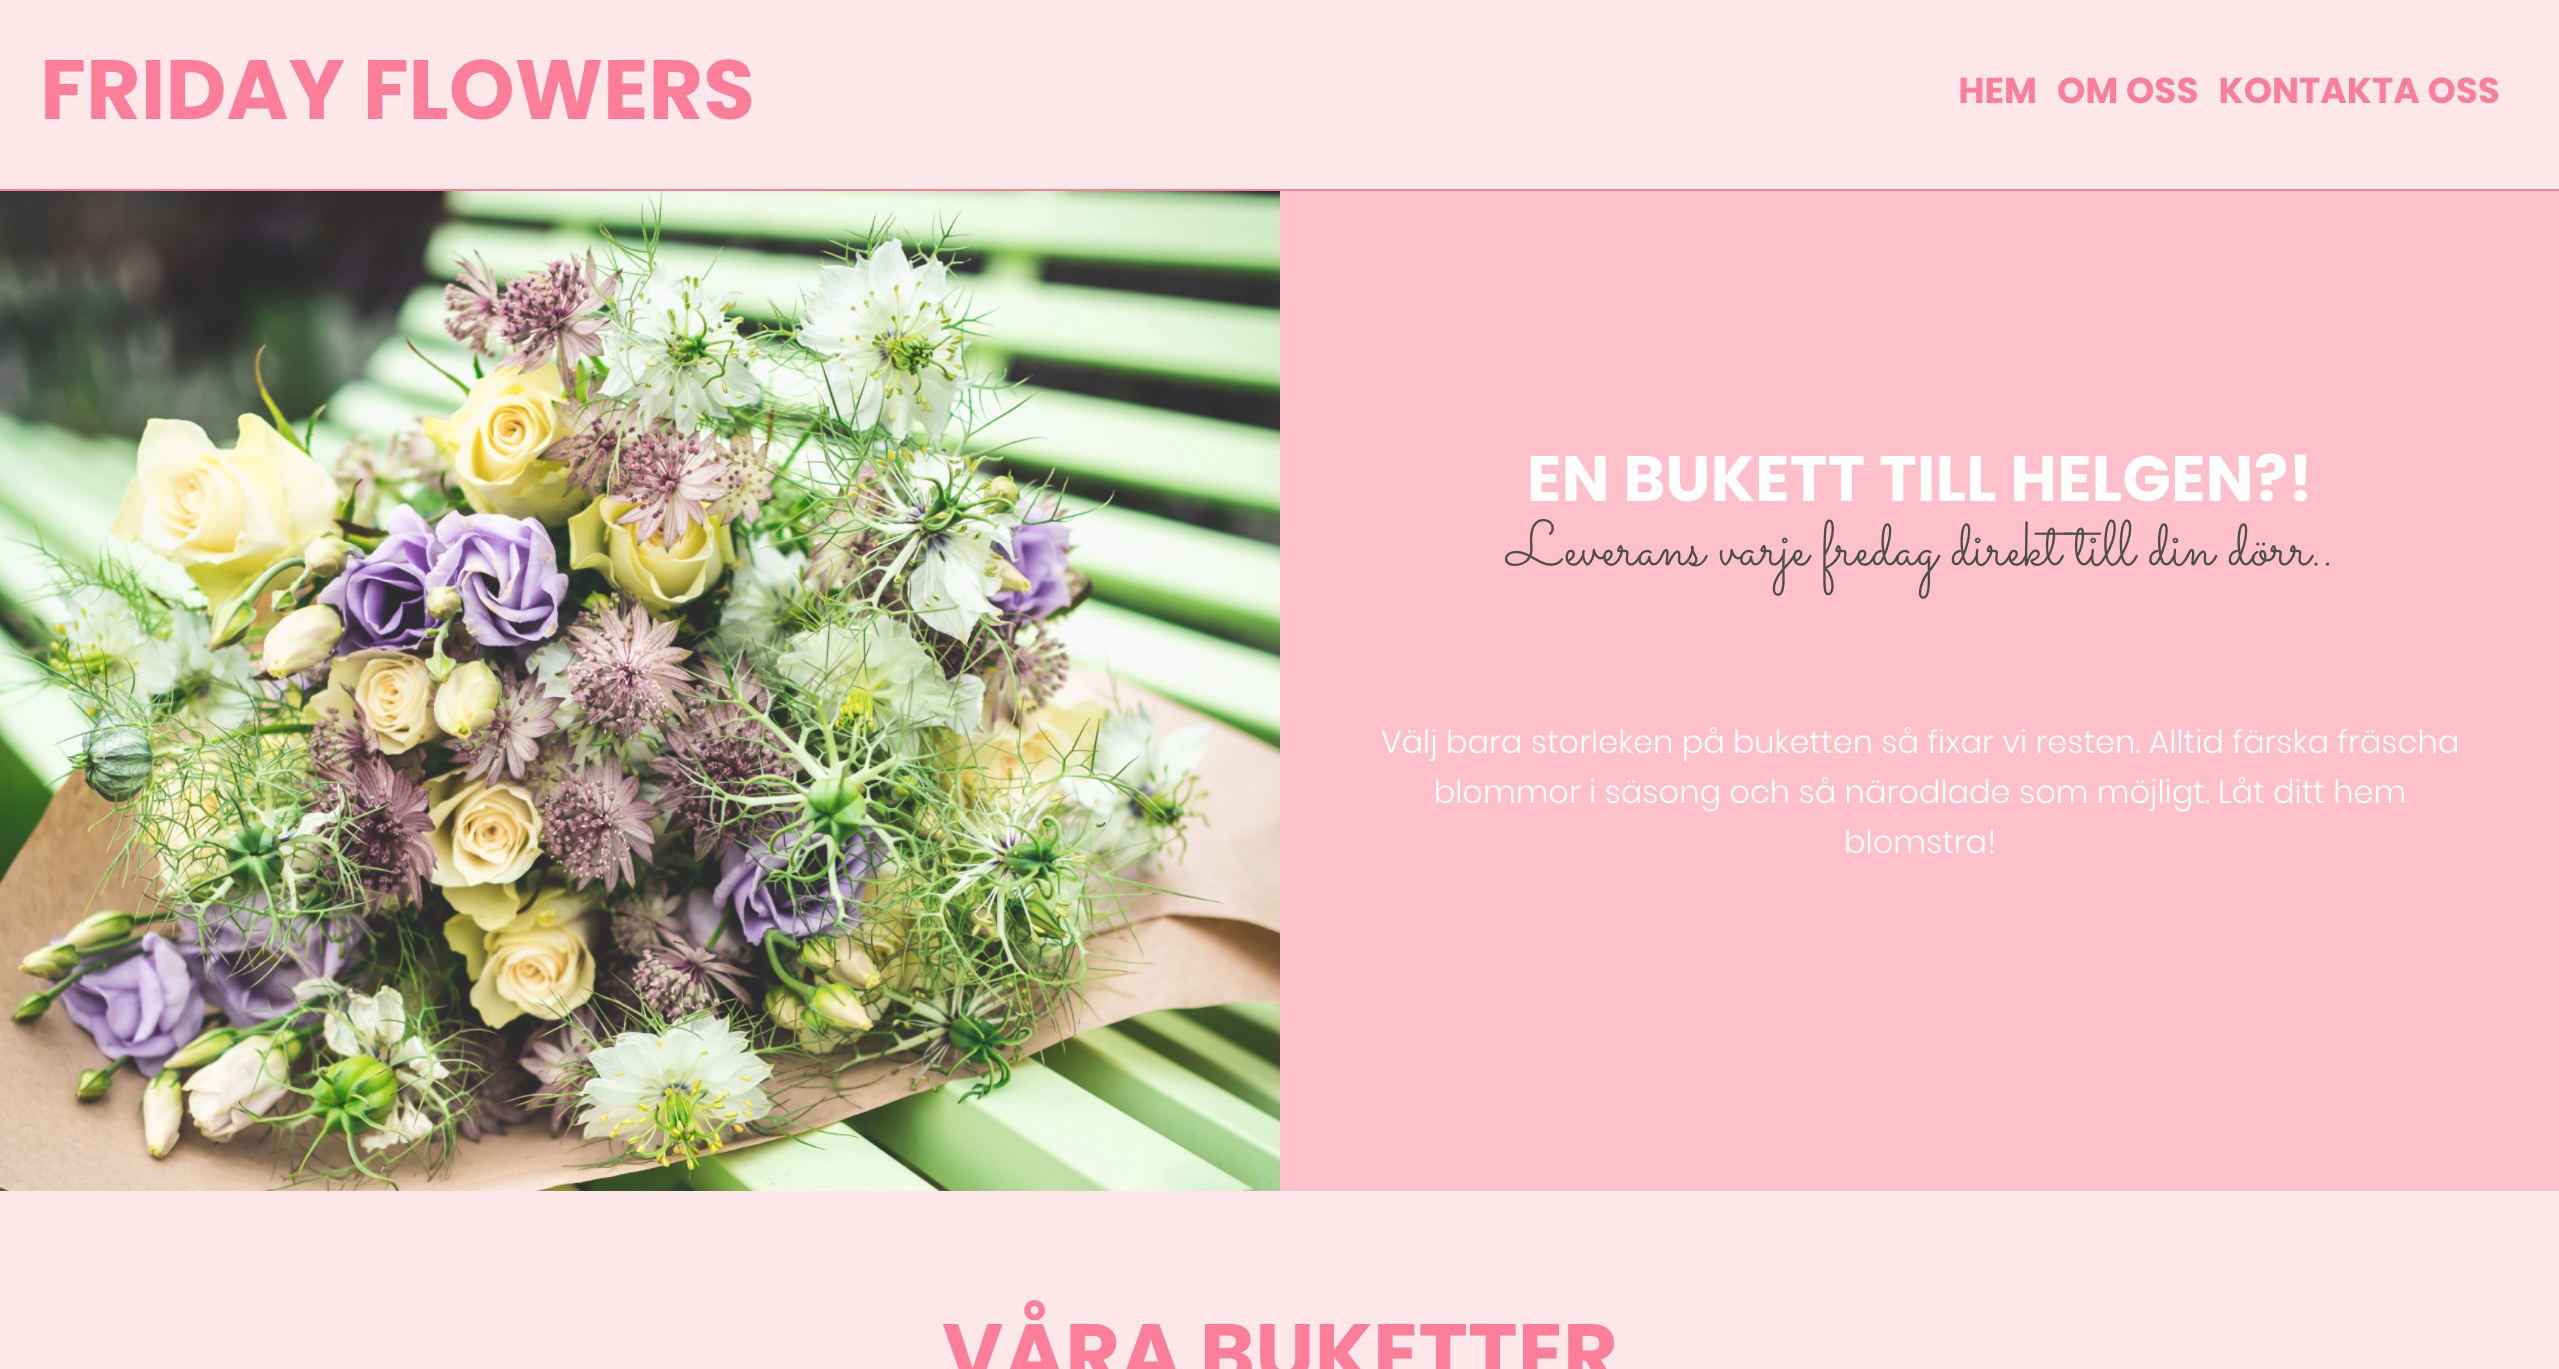 FRIDAY FLOWERS
HEM OM OSS KONTAKTA OSS
EN BUKETT TILL HELGEN?!
Leverans varje fredag direkt till din dörr..
Välj bara storleken på buketten så fixar vi resten. Alltid färska fräscha
blommor i säsong och så närodlade som möjligt. Låt ditt hem
blomstra!
VÅRA BUKETTER